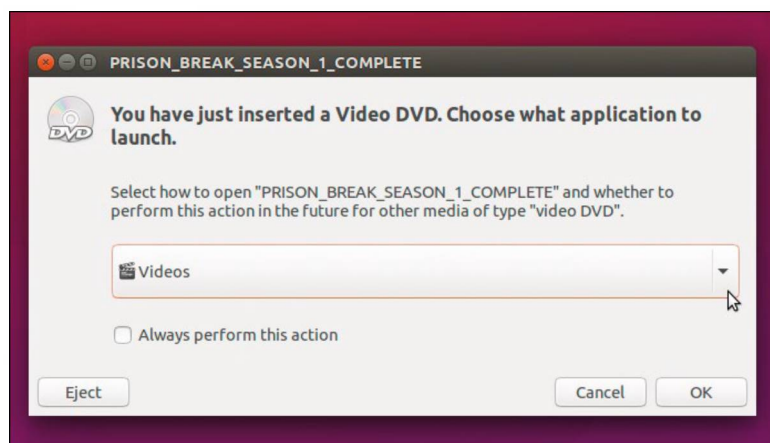 PRISON_BREAK_SEASON_1_COMPLETE
DVD
You have just inserted a Video DVD. Choose what application to
launch.
Select how to open "PRISON_BREAK_SEASON_1_COMPLETE" and whether to
perform this action in the future for other media of type "video DVD".
Videos
Always perform this action
Eject
Cancel
OK